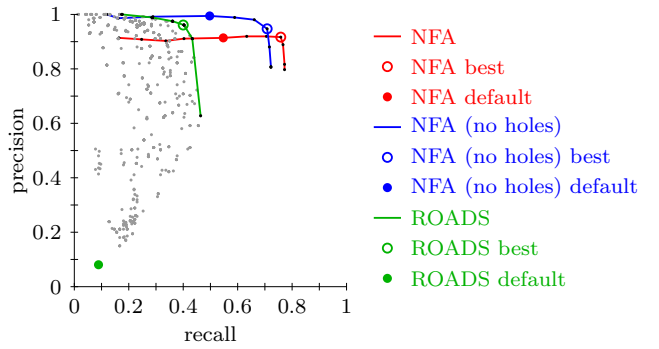 1
0.8
0.6
0.4
0.2
0
precision
0 0.2 0.4 0.6 0.8 1
recall
NFA
NFA best
NFA default
NFA (no holes)
NFA (no holes) best
NFA (no holes) default
ROADS
ROADS best
ROADS default